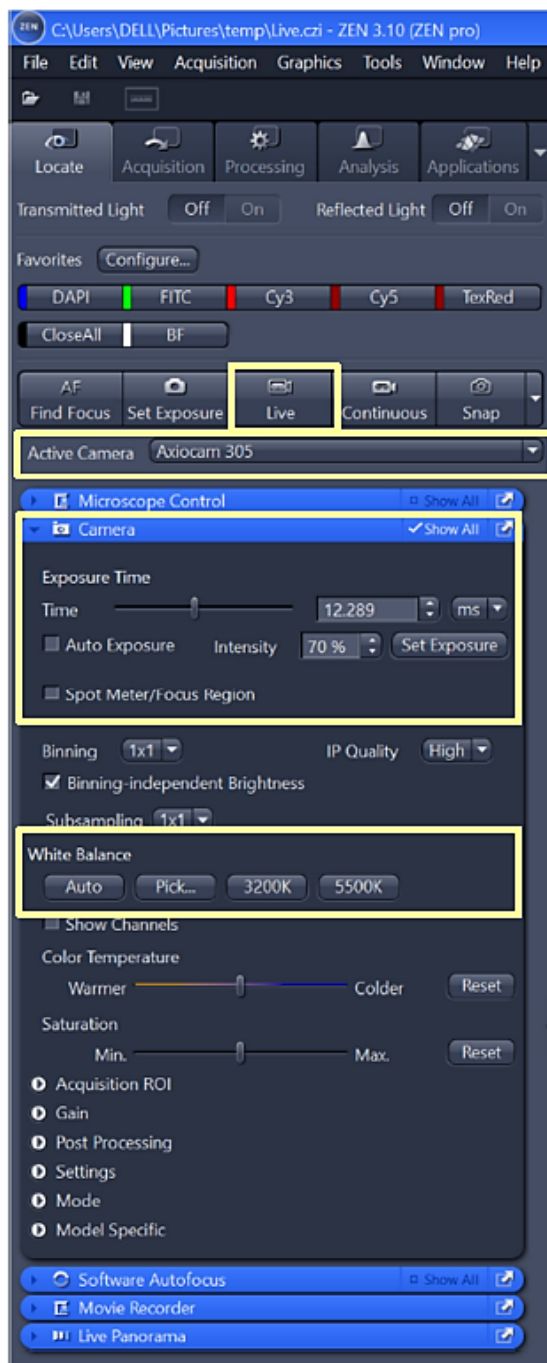 ZEN C:\Users\DELL\Pictures\temp\Live.czi - ZEN 3.10 (ZEN pro)
File Edit View Acquisition Graphics Tools Window Help
Locate Acquisition Processing Analysis Applications
Transmitted Light Off On Reflected Light Off On
Favorites Configure...
DAPI FITC Cy3 Cy5 TexRed
CloseAll BF
AF
Find Focus Set Exposure Live Continuous Snap
Active Camera Axiocam 305
Microscope Control Show All
Camera Show All
Exposure Time
Time 12.289 ms
Auto Exposure Intensity 70 % Set Exposure
Spot Meter/Focus Region
Binning 1x1 IP Quality High
Binning-independent Brightness
Subsampling 1x1
White Balance
Auto Pick... 3200K 5500K
Show Channels
Color Temperature
Warmer Colder Reset
Saturation
Min. Max. Reset
Acquisition ROI
Gain
Post Processing
Settings
Mode
Model Specific
Software Autofocus Show All
Movie Recorder
Live Panorama